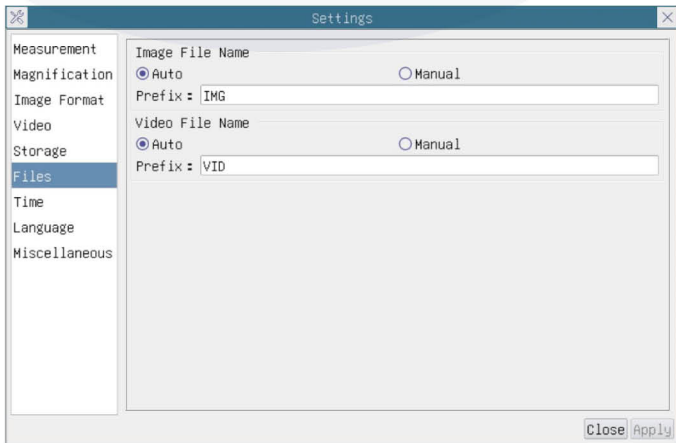 Settings
Measurement
Magnification
Image Format
Video
Storage
Files
Time
Language
Miscellaneous
Image File Name
Auto Manual
Prefix: IMG
Video File Name
Auto Manual
Prefix: VID
Close Apply